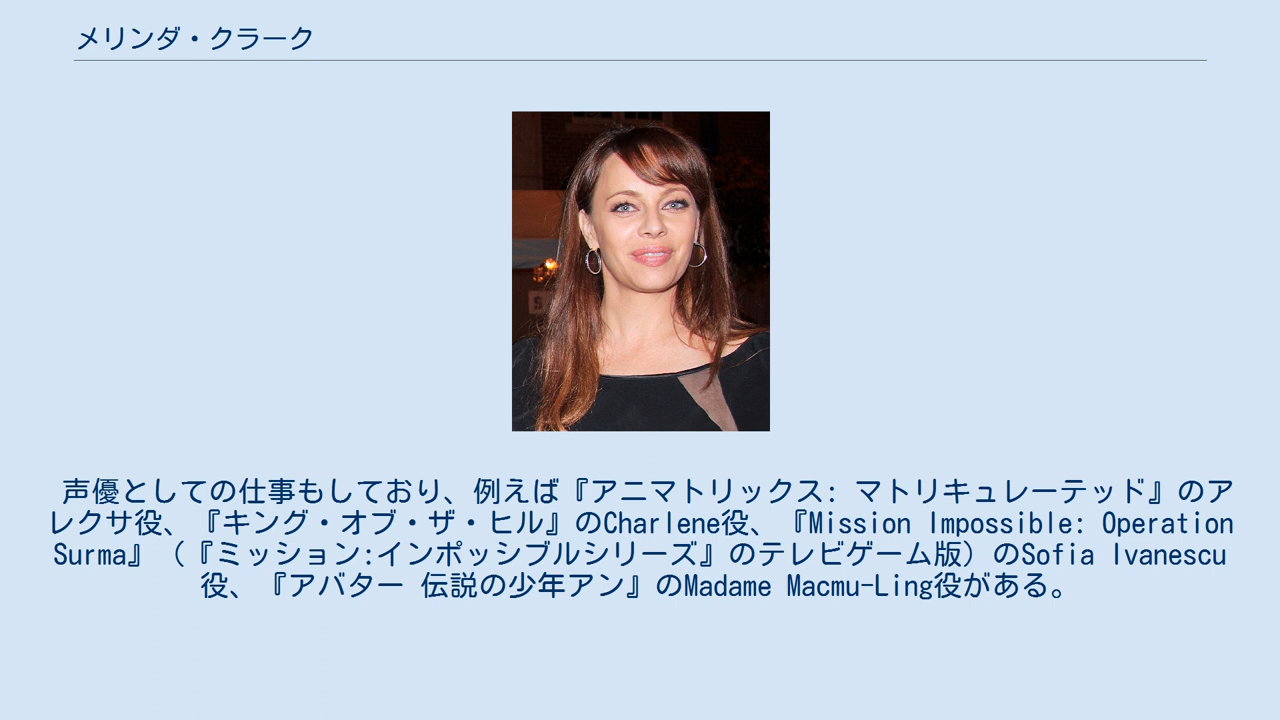 メリンダ・クラーク
声優としての仕事もしており、例えば『アニマトリックス: マトリキュレーテッド』のア
レクサ役、『キング・オブ・ザ・ヒル』のCharlene役、『Mission Impossible: Operation
Surma』（『ミッション:インポッシブルシリーズ』のテレビゲーム版）のSofia Ivanescu
役、『アバター 伝説の少年アン』のMadame Macmu-Ling役がある。